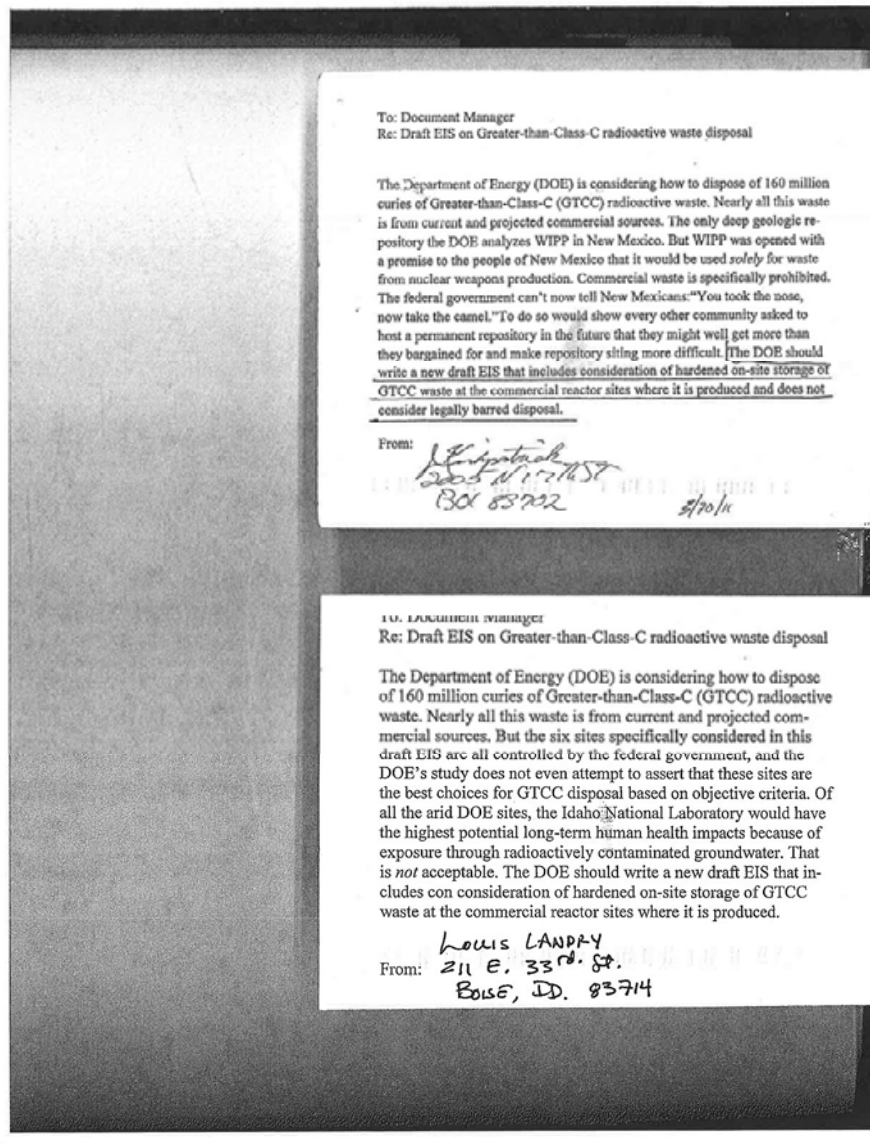 To: Document Manager
Re: Draft EIS on Greater-than-Class-C radioactive waste disposal
The Department of Energy (DOE) is considering how to dispose of 160 million
curies of Greater-than-Class-C (GTCC) radioactive waste. Nearly all this waste
is from current and projected commercial sources. The only deep geologic re-
pository the DOE analyzes WIPP in New Mexico. But WIPP was opened with
a promise to the people of New Mexico that it would be used solely for waste
from nuclear weapons production. Commercial waste is specifically prohibited.
The federal government can't now tell New Mexicans:"You took the nose,
now take the camel."To do so would show every other community asked to
host a permanent repository in the future that they might well get more than
they bargained for and make repository siting more difficult. The DOE should
write a new draft EIS that includes consideration of hardened on-site storage of
GTCC waste at the commercial reactor sites where it is produced and does not
consider legally barred disposal.
From:
J Kirkpatrick
2005 N 17th ST
BOI 83702
To: Document Manager
Re: Draft EIS on Greater-than-Class-C radioactive waste disposal
The Department of Energy (DOE) is considering how to dispose
of 160 million curies of Greater-than-Class-C (GTCC) radioactive
waste. Nearly all this waste is from current and projected com-
mercial sources. But the six sites specifically considered in this
draft EIS are all controlled by the federal government, and the
DOE's study does not even attempt to assert that these sites are
the best choices for GTCC disposal based on objective criteria. Of
all the arid DOE sites, the Idaho National Laboratory would have
the highest potential long-term human health impacts because of
exposure through radioactively contaminated groundwater. That
is not acceptable. The DOE should write a new draft EIS that in-
cludes con consideration of hardened on-site storage of GTCC
waste at the commercial reactor sites where it is produced.
LOUIS LANDRY
From: 211 E. 33rd. St.
BOISE, ID. 83714